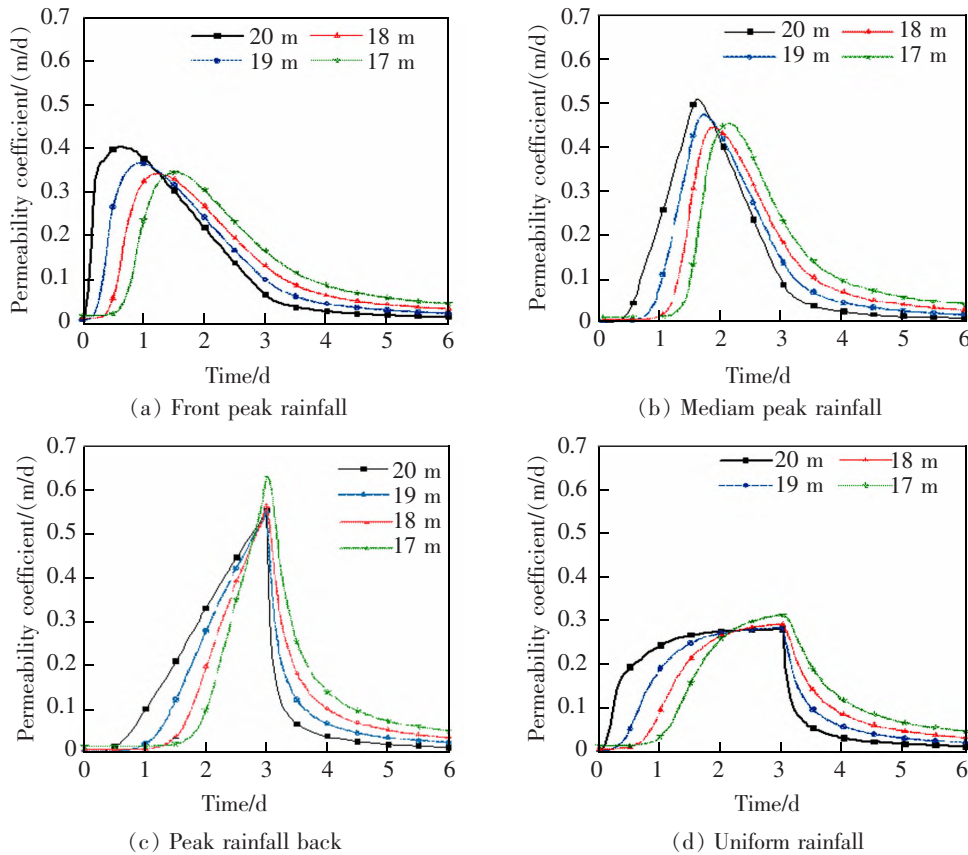 Permeability coefficient/(m/d)
0.7
0.6
0.5
0.4
0.3
0.2
0.1
0
20 m
18 m
19 m
17 m
0 1 2 3 4 5 6
Time/d
(a) Front peak rainfall
Permeability coefficient/(m/d)
0.7
0.6
0.5
0.4
0.3
0.2
0.1
0
20 m
18 m
19 m
17 m
0 1 2 3 4 5 6
Time/d
(b) Mediam peak rainfall
Permeability coefficient/(m/d)
0.7
0.6
0.5
0.4
0.3
0.2
0.1
0
20 m
19 m
18 m
17 m
0 1 2 3 4 5 6
Time/d
(c) Peak rainfall back
Permeability coefficient/(m/d)
0.7
0.6
0.5
0.4
0.3
0.2
0.1
0
20 m
18 m
19 m
17 m
0 1 2 3 4 5 6
Time/d
(d) Uniform rainfall